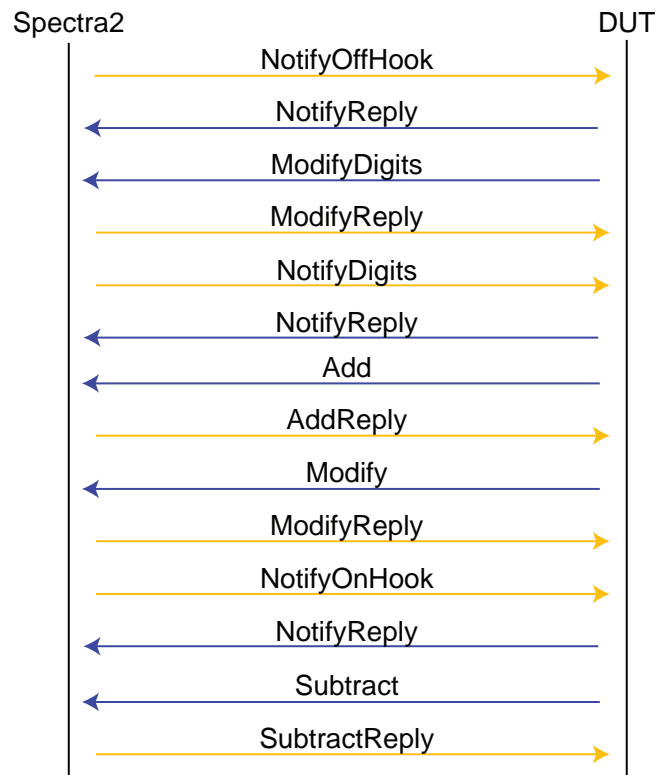 Spectra2 DUT
NotifyOffHook
NotifyReply
ModifyDigits
ModifyReply
NotifyDigits
NotifyReply
Add
AddReply
Modify
ModifyReply
NotifyOnHook
NotifyReply
Subtract
SubtractReply